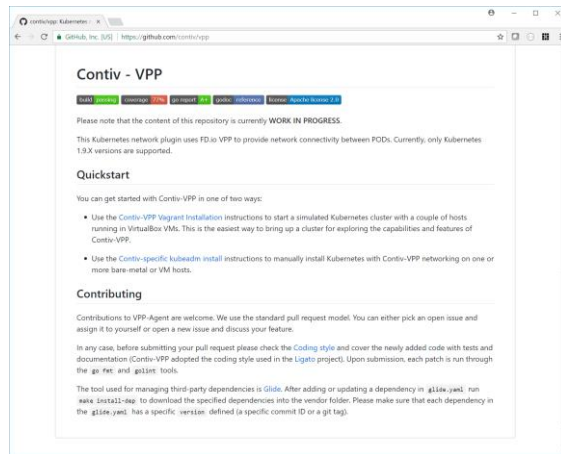 contiv/vpp: Kubernetes -
GitHub, Inc. [US] | https://github.com/contiv/vpp
Contiv - VPP
build pending coverage 77% go report A+ godoc reference license Apache license 2.0
Please note that the content of this repository is currently WORK IN PROGRESS.
This Kubernetes network plugin uses FD.io VPP to provide network connectivity between PODs. Currently, only Kubernetes
1.9.X versions are supported.
Quickstart
You can get started with Contiv-VPP in one of two ways:
Use the Contiv-VPP Vagrant Installation instructions to start a simulated Kubernetes cluster with a couple of hosts
running in VirtualBox VMs. This is the easiest way to bring up a cluster for exploring the capabilities and features of
Contiv-VPP.
Use the Contiv-specific kubeadm install instructions to manually install Kubernetes with Contiv-VPP networking on one or
more bare-metal or VM hosts.
Contributing
Contributions to VPP-Agent are welcome. We use the standard pull request model. You can either pick an open issue and
assign it to yourself or open a new issue and discuss your feature.
In any case, before submitting your pull request please check the Coding style and cover the newly added code with tests and
documentation (Contiv-VPP adopted the coding style used in the Ligato project). Upon submission, each patch is run through
the go fmt and golint tools.
The tool used for managing third-party dependencies is Glide. After adding or updating a dependency in glide.yaml run
make install-dep to download the specified dependencies into the vendor folder. Please make sure that each dependency in
the glide.yaml has a specific version defined (a specific commit ID or a git tag).